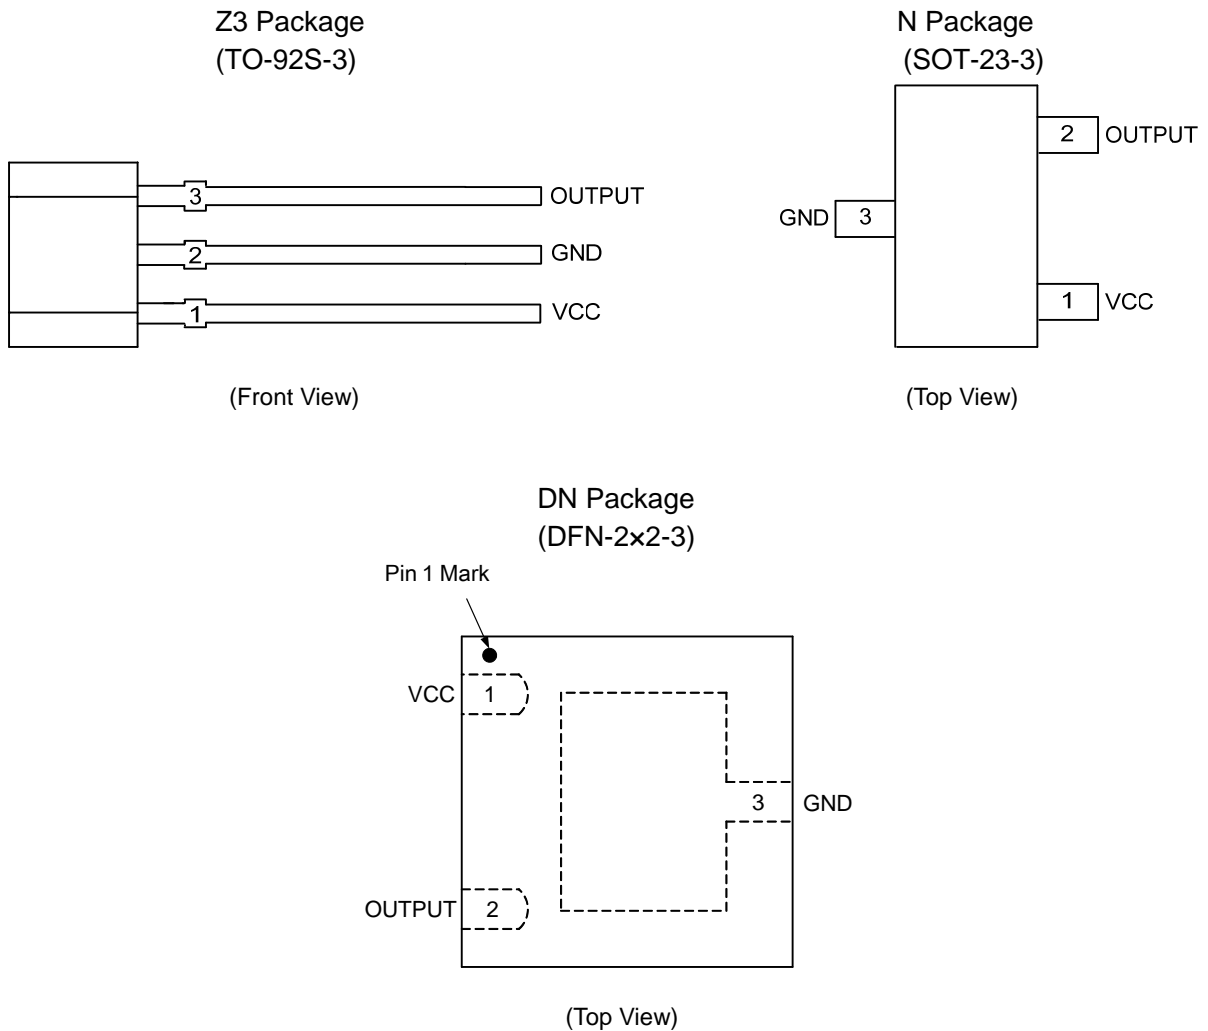 Z3 Package
(TO-92S-3)
3
OUTPUT
2
GND
1
VCC
(Front View)
N Package
(SOT-23-3)
2
OUTPUT
GND
3
1
VCC
(Top View)
DN Package
(DFN-2×2-3)
Pin 1 Mark
VCC
1
3
GND
OUTPUT
2
(Top View)